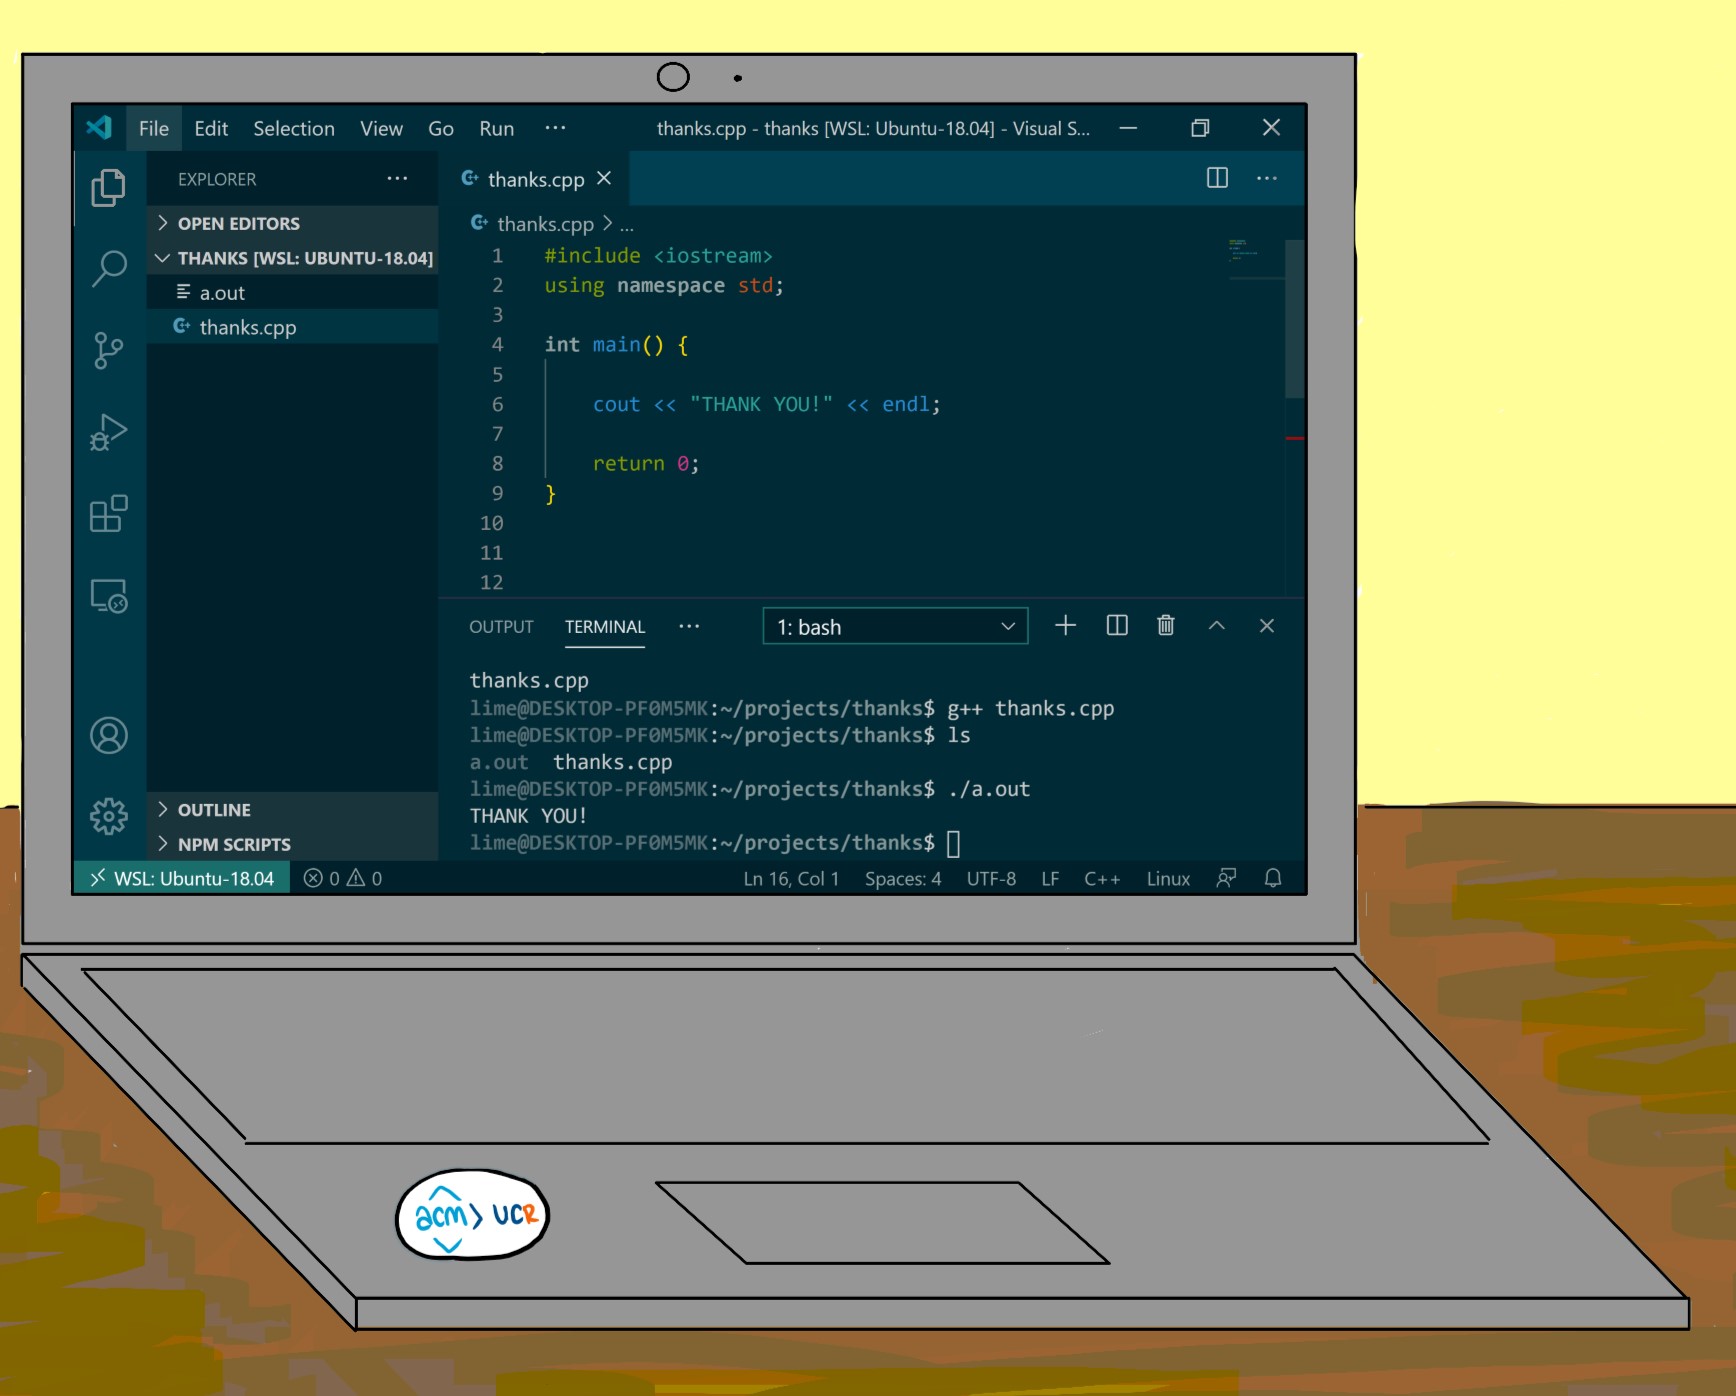 File Edit Selection View Go Run ··· thanks.cpp - thanks [WSL: Ubuntu-18.04] - Visual S...
EXPLORER ···
OPEN EDITORS
THANKS [WSL: UBUNTU-18.04]
a.out
thanks.cpp
OUTLINE
NPM SCRIPTS
thanks.cpp
thanks.cpp > ...
1 #include <iostream>
2 using namespace std;
3
4 int main() {
5
6 cout << "THANK YOU!" << endl;
7
8 return 0;
9 }
10
11
12
OUTPUT TERMINAL ··· 1: bash
thanks.cpp
lime@DESKTOP-PF0M5MK:~/projects/thanks$ g++ thanks.cpp
lime@DESKTOP-PF0M5MK:~/projects/thanks$ ls
a.out thanks.cpp
lime@DESKTOP-PF0M5MK:~/projects/thanks$ ./a.out
THANK YOU!
lime@DESKTOP-PF0M5MK:~/projects/thanks$
WSL: Ubuntu-18.04 0 0 Ln 16, Col 1 Spaces: 4 UTF-8 LF C++ Linux
acm> UCR